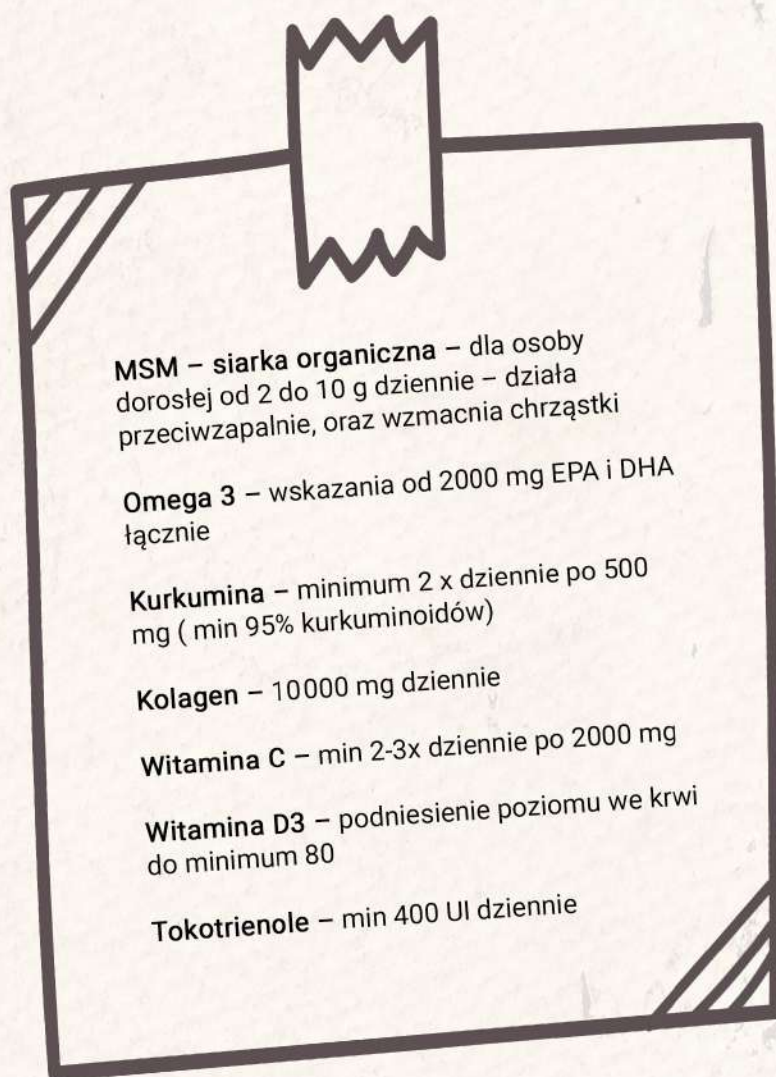 MSM – siarka organiczna – dla osoby
dorosłej od 2 do 10 g dziennie – działa
przeciwzapalnie, oraz wzmacnia chrząstki
Omega 3 – wskazania od 2000 mg EPA i DHA
łącznie
Kurkumina – minimum 2 x dziennie po 500
mg ( min 95% kurkuminoidów)
Kolagen – 10000 mg dziennie
Witamina C – min 2-3x dziennie po 2000 mg
Witamina D3 – podniesienie poziomu we krwi
do minimum 80
Tokotrienole – min 400 UI dziennie